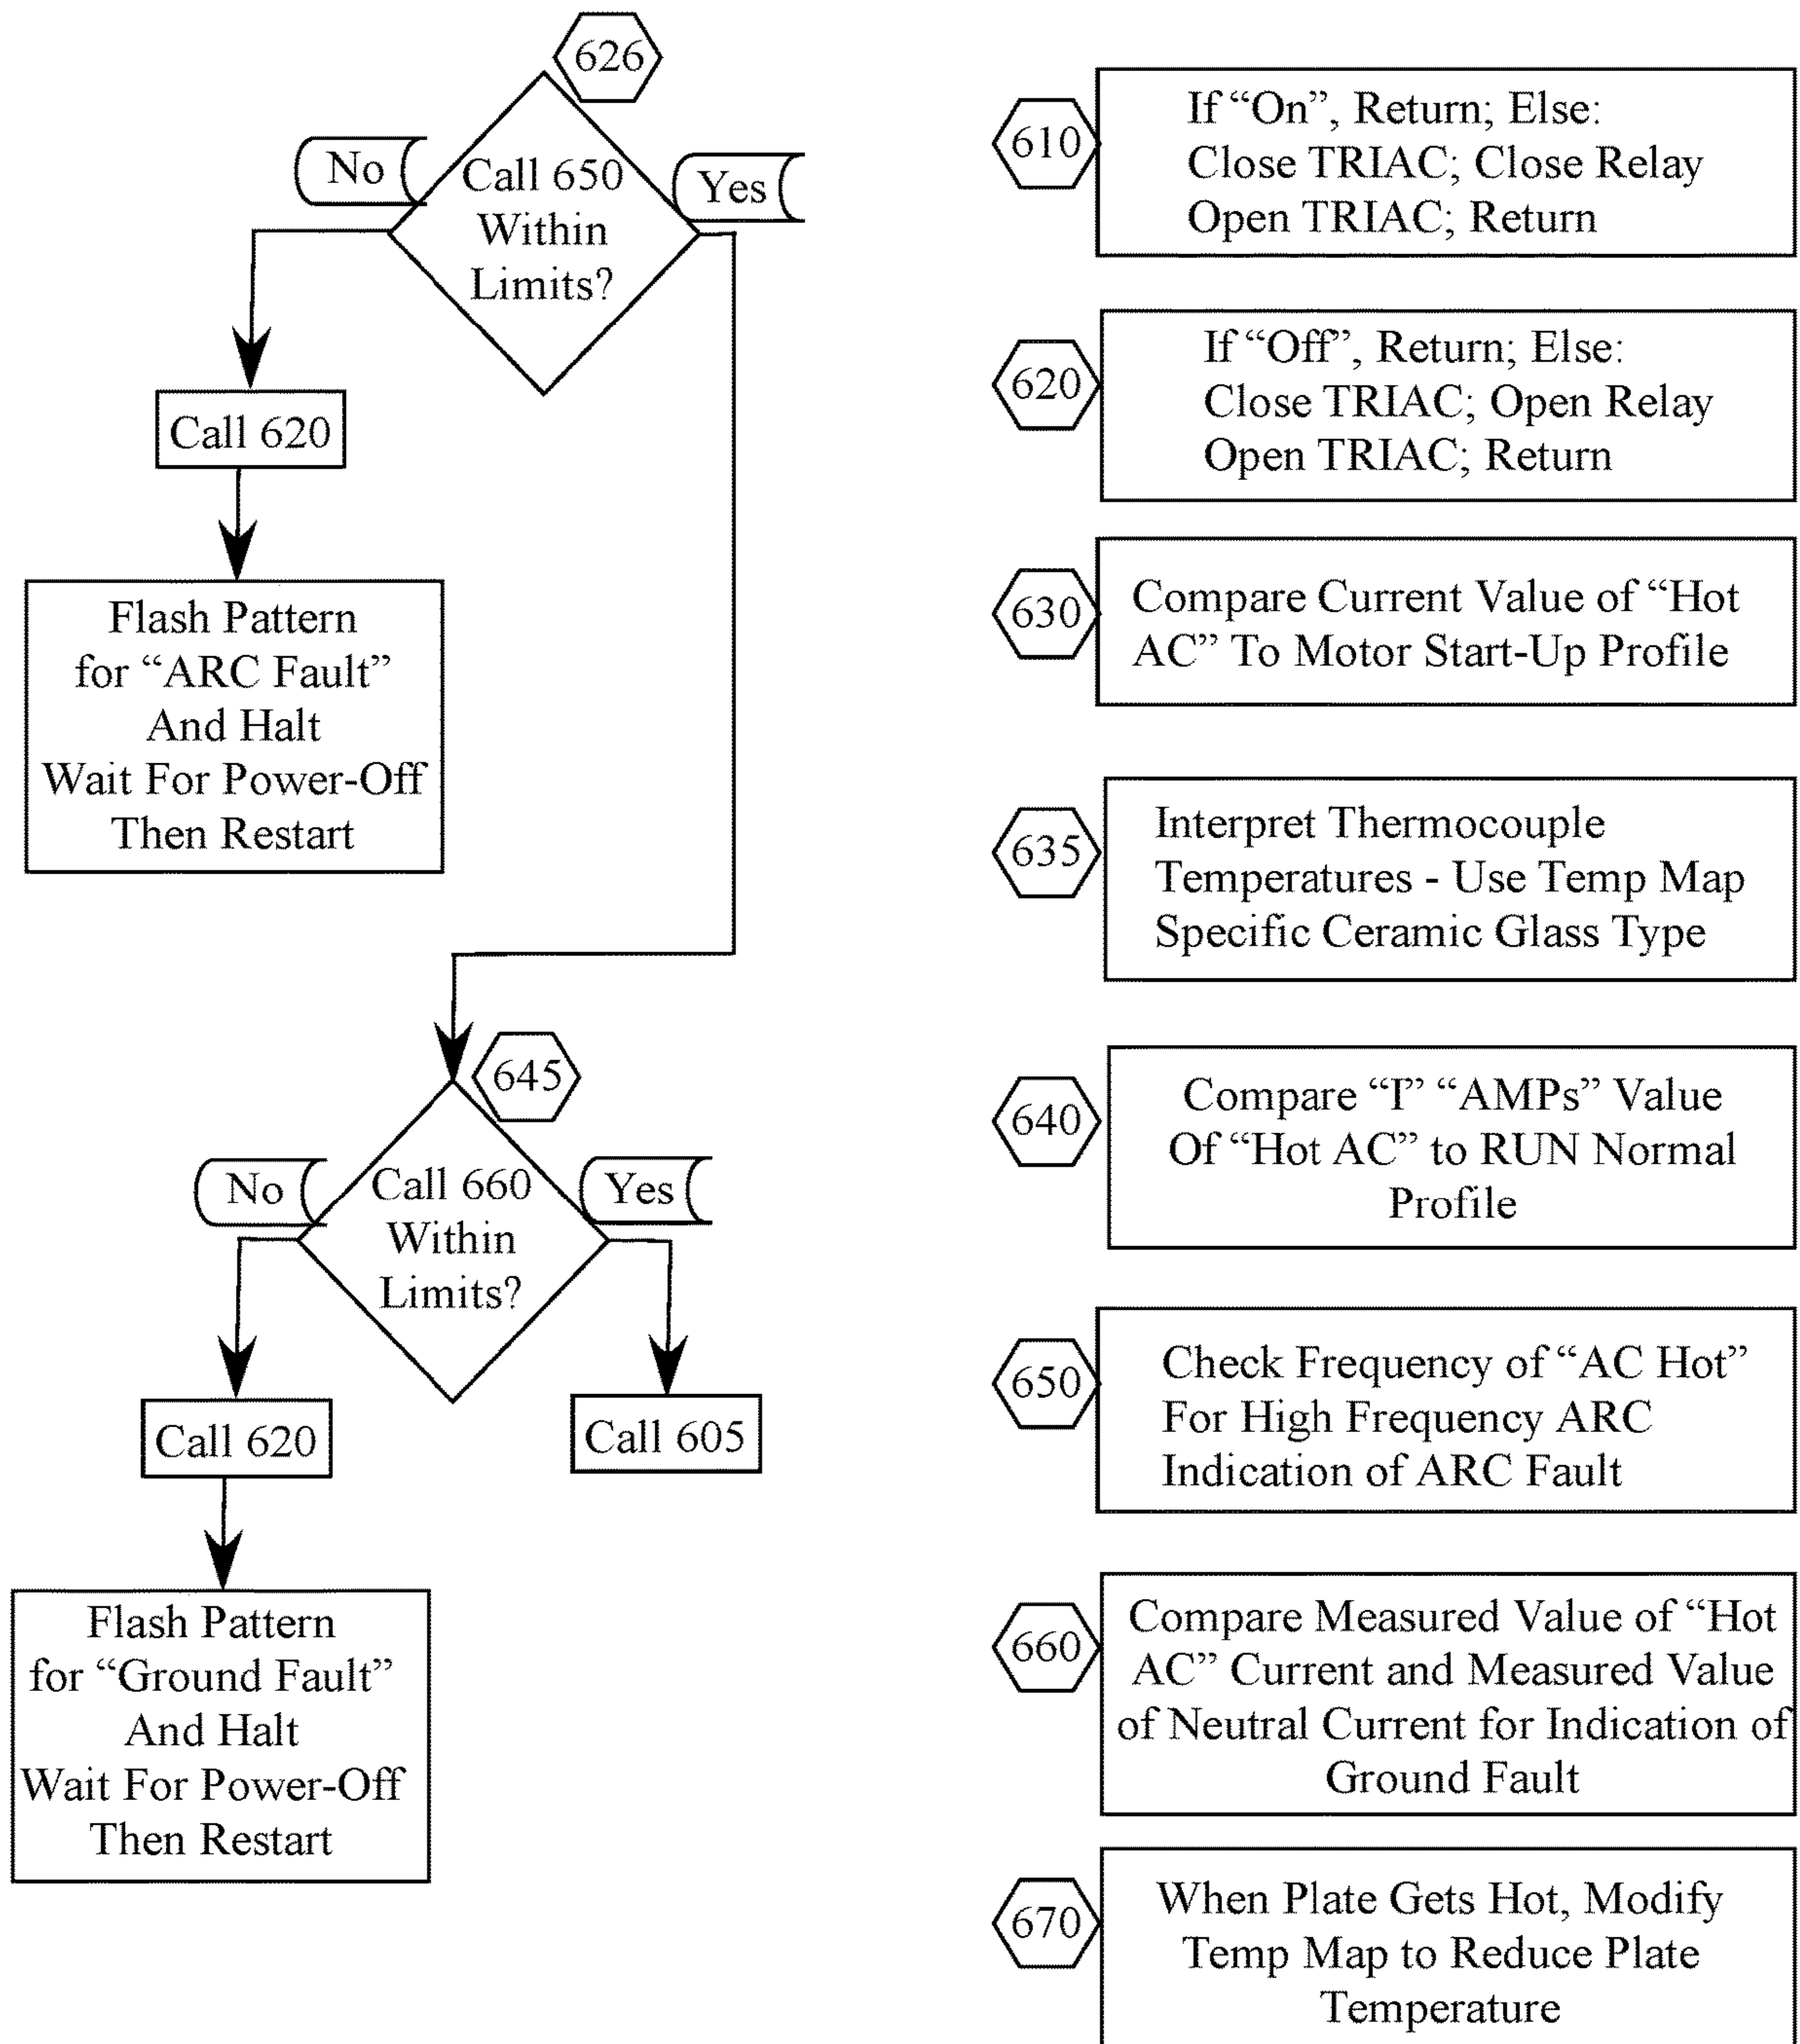 626
No
Yes
Call 650
Within
Limits?
Call 620
Flash Pattern
for “ARC Fault”
And Halt
Wait For Power-Off
Then Restart
645
No
Yes
Call 660
Within
Limits?
Call 620
Call 605
Flash Pattern
for “Ground Fault”
And Halt
Wait For Power-Off
Then Restart
610
If “On”, Return; Else:
Close TRIAC; Close Relay
Open TRIAC; Return
620
If “Off”, Return; Else:
Close TRIAC; Open Relay
Open TRIAC; Return
630
Compare Current Value of “Hot
AC” To Motor Start-Up Profile
635
Interpret Thermocouple
Temperatures - Use Temp Map
Specific Ceramic Glass Type
640
Compare “I” “AMPs” Value
Of “Hot AC” to RUN Normal
Profile
650
Check Frequency of “AC Hot”
For High Frequency ARC
Indication of ARC Fault
660
Compare Measured Value of “Hot
AC” Current and Measured Value
of Neutral Current for Indication of
Ground Fault
670
When Plate Gets Hot, Modify
Temp Map to Reduce Plate
Temperature